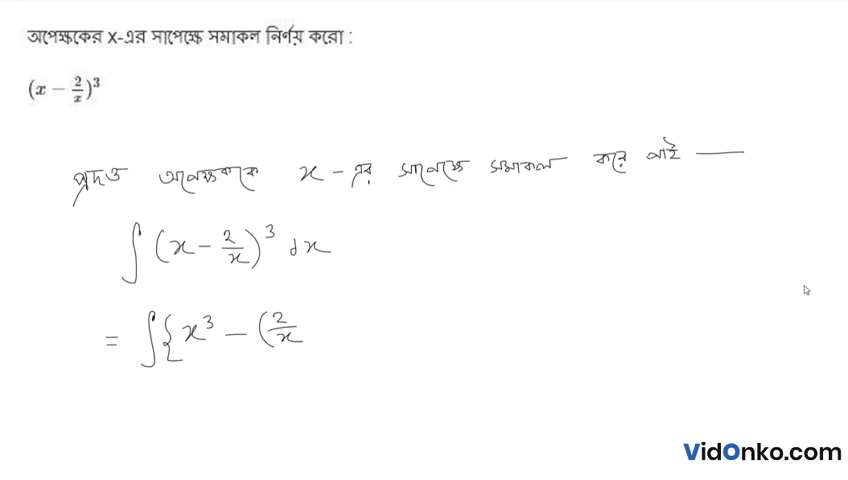 অপেক্ষকের x-এর সাপেক্ষে সমাকল নির্ণয় করো :
(x − 2/x)³
প্রদত্ত অপেক্ষককে x-এর সাপেক্ষে সমাকল করে পাই —
∫ (x − 2/x)³ dx
= ∫ { x³ − (2/x
VidOnko.com